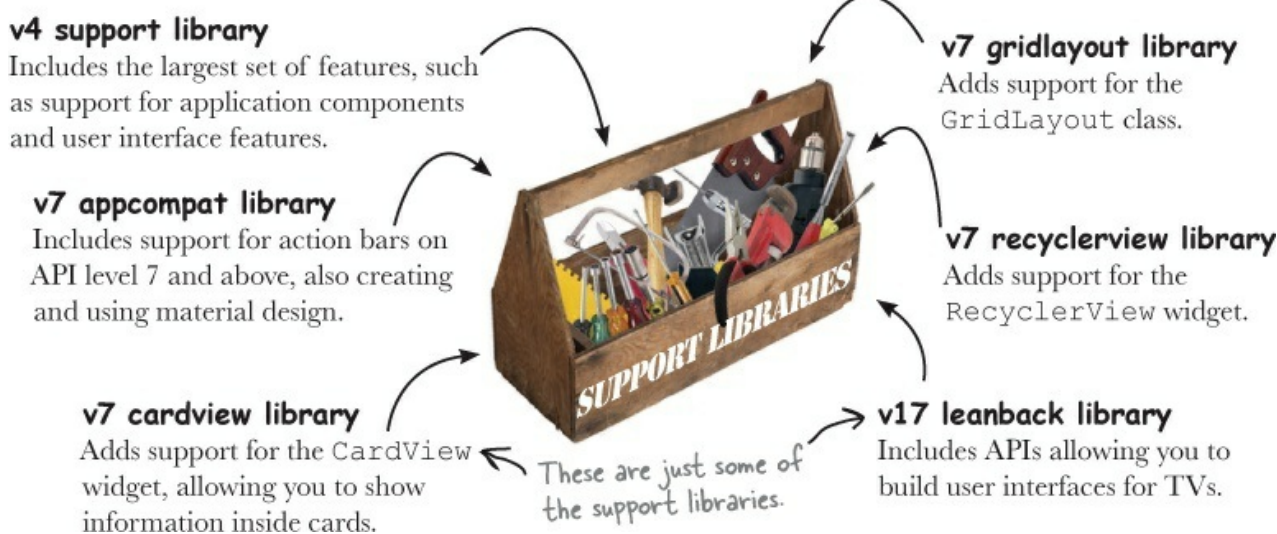 v4 support library
Includes the largest set of features, such
as support for application components
and user interface features.
v7 appcompat library
Includes support for action bars on
API level 7 and above, also creating
and using material design.
v7 cardview library
Adds support for the CardView
widget, allowing you to show
information inside cards.
v7 gridlayout library
Adds support for the
GridLayout class.
v7 recyclerview library
Adds support for the
RecyclerView widget.
v17 leanback library
Includes APIs allowing you to
build user interfaces for TVs.
SUPPORT LIBRARIES
These are just some of
the support libraries.